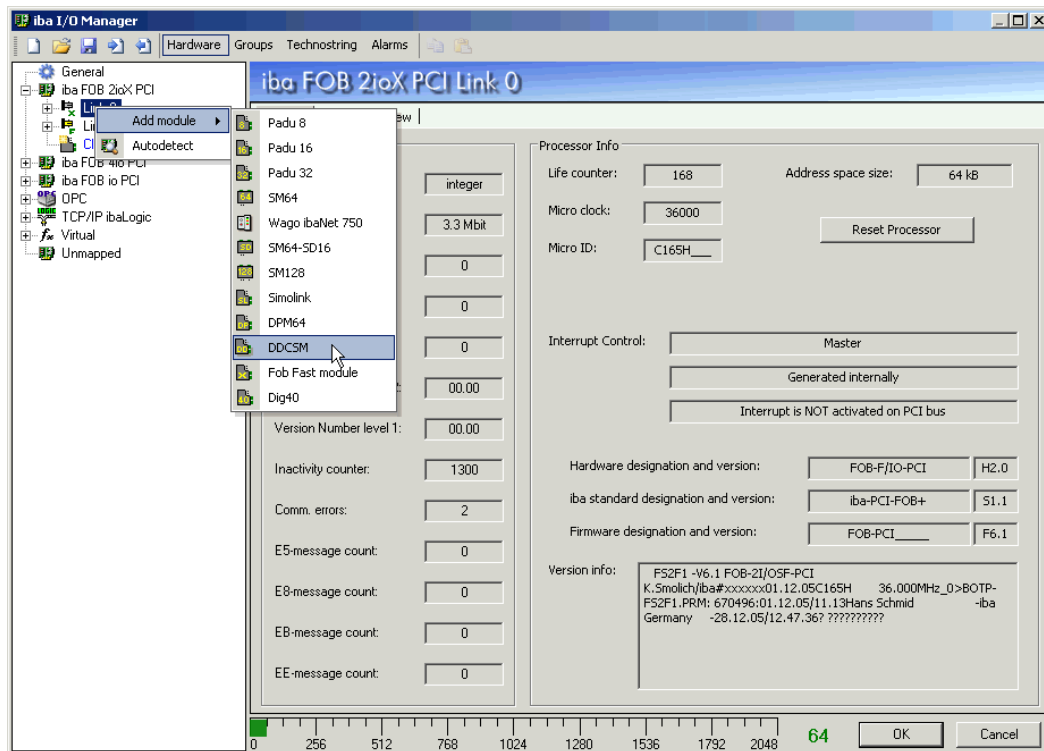 iba I/O Manager
Hardware Groups Technostring Alarms
General
iba FOB 2ioX PCI
Link 0
Li
Cl
iba FOB 4io PCI
iba FOB io PCI
OPC
TCP/IP ibaLogic
Virtual
Unmapped
Add module
Autodetect
Padu 8
Padu 16
Padu 32
SM64
Wago ibaNet 750
SM64-SD16
SM128
Simolink
DPM64
DDCSM
Fob Fast module
Dig40
iba FOB 2ioX PCI Link 0
ew
integer
3.3 Mbit
0
0
0
00.00
Version Number level 1: 00.00
Inactivity counter: 1300
Comm. errors: 2
E5-message count: 0
E8-message count: 0
EB-message count: 0
EE-message count: 0
Processor Info
Life counter: 168 Address space size: 64 kB
Micro clock: 36000 Reset Processor
Micro ID: C165H___
Interrupt Control: Master
Generated internally
Interrupt is NOT activated on PCI bus
Hardware designation and version: FOB-F/IO-PCI H2.0
iba standard designation and version: iba-PCI-FOB+ S1.1
Firmware designation and version: FOB-PCI_____ F6.1
Version info: FS2F1 -V6.1 FOB-2I/OSF-PCI
K.Smolich/iba#xxxxxx01.12.05C165H 36.000MHz_0>BOTP-
FS2F1.PRM: 670496:01.12.05/11.13Hans Schmid -iba
Germany -28.12.05/12.47.36? ??????????
0 256 512 768 1024 1280 1536 1792 2048 64 OK Cancel